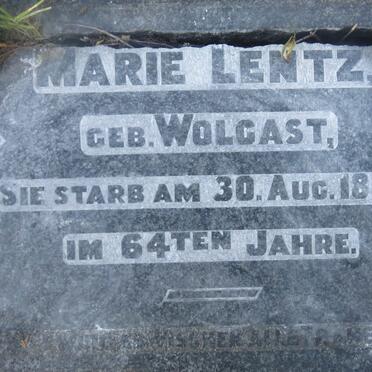 MARIE LENTZ.
GEB. WOLGAST,
SIE STARB AM 30. AUG. 18
IM 64TEN JAHRE.